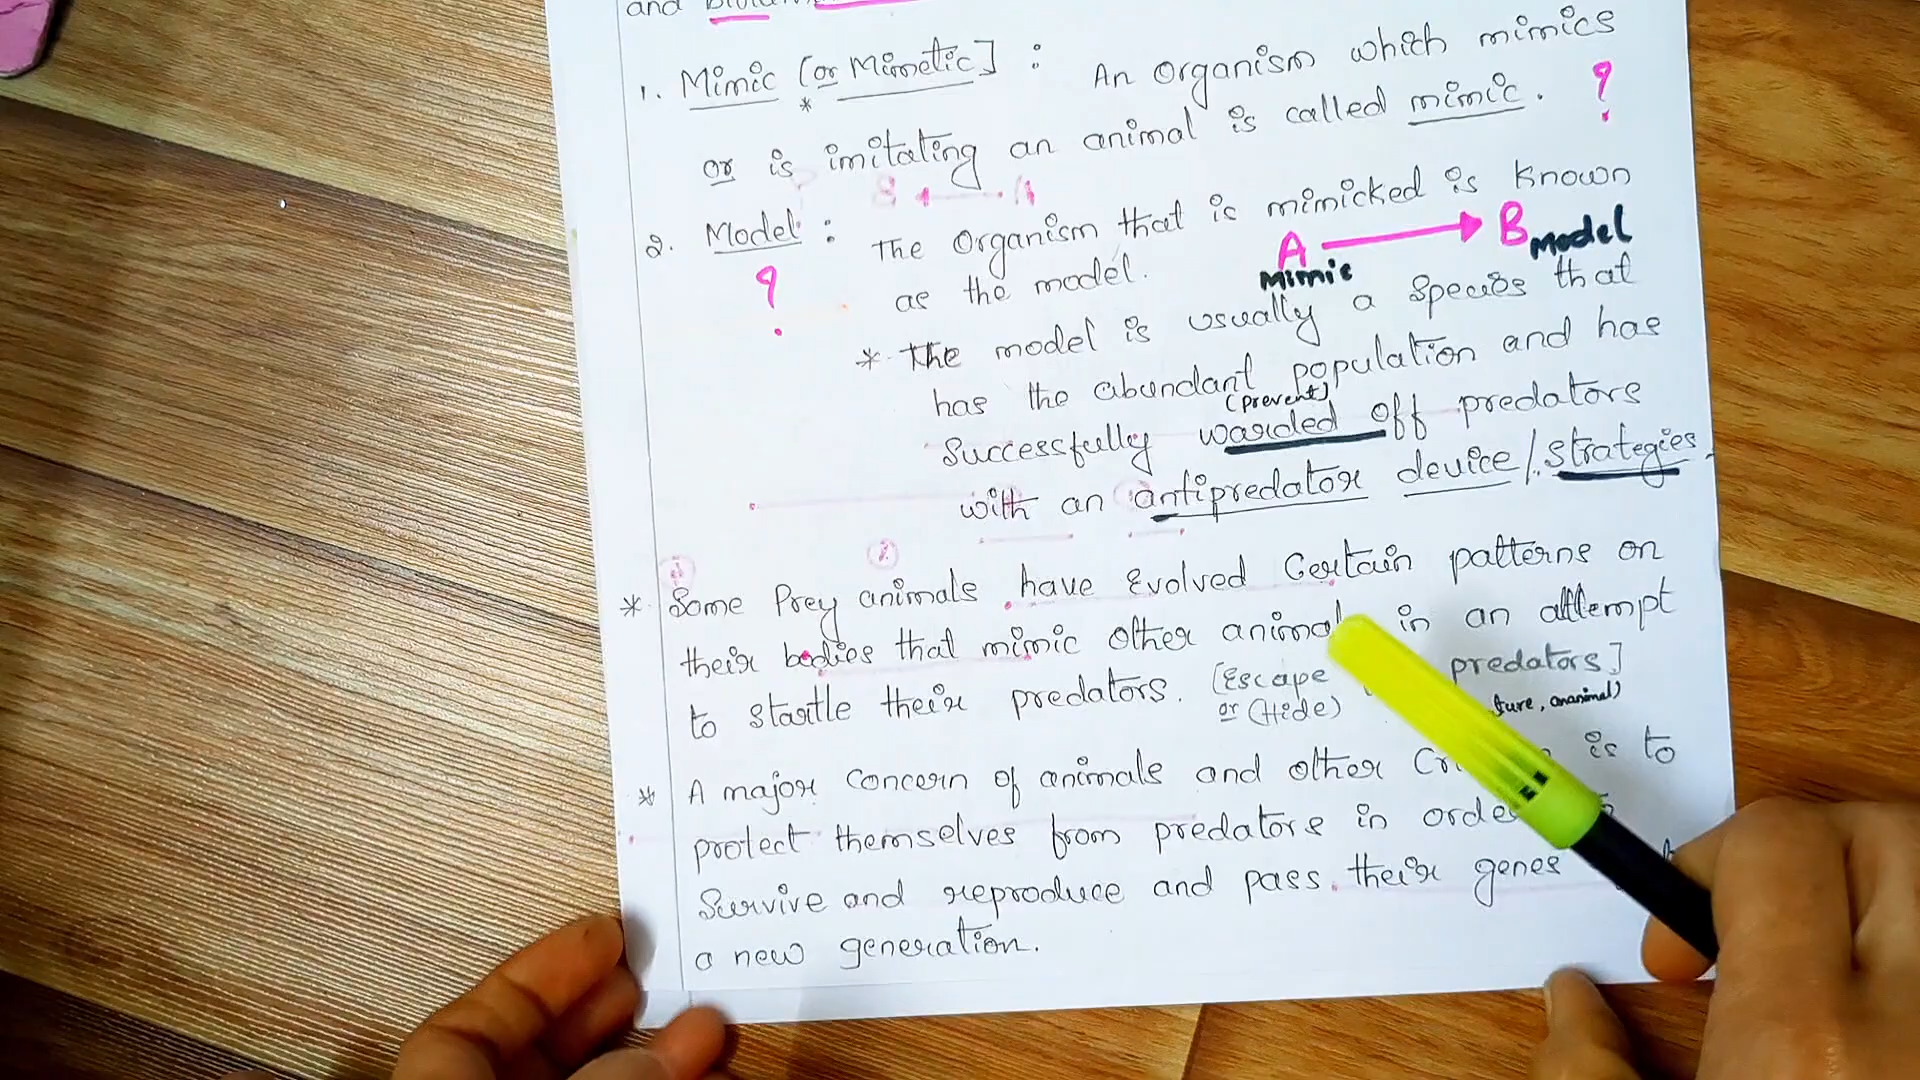 and
1. Mimic [or Mimetic] : An Organism which mimics
*
or is imitating an animal is called mimic. ?
2. Model : The Organism that is mimicked is known
as the model. A → B Model
? Mimic
* The model is usually a species that
has the abundant population and has
(prevent)
Successfully warded off predators
with an antipredator device / strategies.
* Some Prey animals have Evolved Certain patterns on
their bodies that mimic other animal in an attempt
to startle their predators. [Escape predators]
or (Hide) ture, an animal)
* A major Concern of animals and other Cr is to
protect themselves from predators in orde
Survive and reproduce and pass their genes
a new generation.